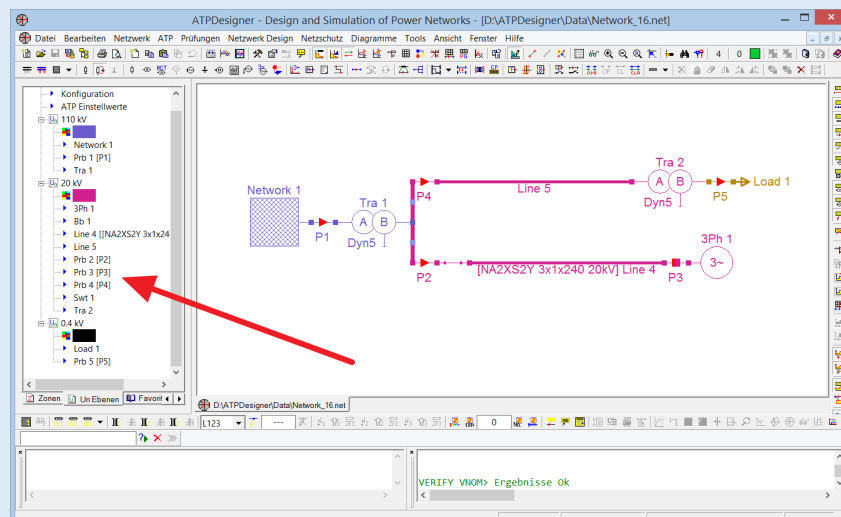 ATPDesigner - Design and Simulation of Power Networks - [D:\ATPDesigner\Data\Network_16.net]
Datei Bearbeiten Netzwerk ATP Prüfungen Netzwerk Design Netzschutz Diagramme Tools Ansicht Fenster Hilfe
4 0
Konfiguration
ATP Einstellwerte
Un 110 kV
Network 1
Prb 1 [P1]
Tra 1
Un 20 kV
3Ph 1
Bb 1
Line 4 [[NA2XS2Y 3x1x24
Line 5
Prb 2 [P2]
Prb 3 [P3]
Prb 4 [P4]
Swt 1
Tra 2
Un 0.4 kV
Load 1
Prb 5 [P5]
Zonen Un Ebenen Favorit
Network 1
P1
Tra 1
A B
Dyn5
P4
Line 5
Tra 2
A B
Dyn5
P5
Load 1
P2
[NA2XS2Y 3x1x240 20kV] Line 4
P3
3Ph 1
3~
D:\ATPDesigner\Data\Network_16.net
L123 --- 0
VERIFY VNOM> Ergebnisse Ok